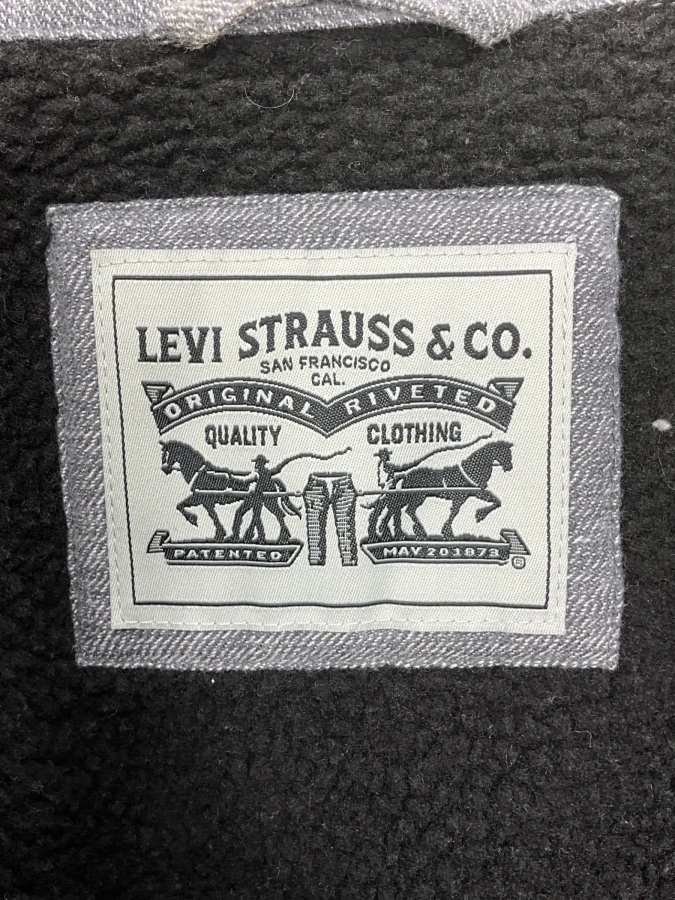 LEVI STRAUSS & CO.
SAN FRANCISCO
CAL.
ORIGINAL RIVETED
QUALITY CLOTHING
PATENTED MAY 20 1873 ®